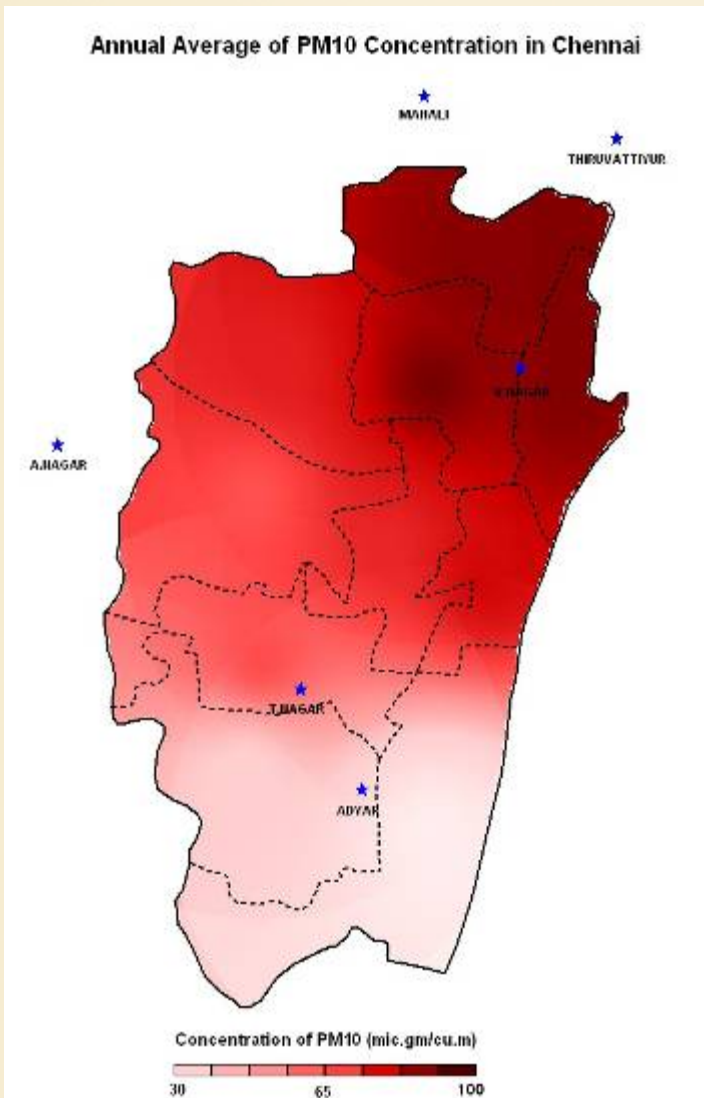 Annual Average of PM10 Concentration in Chennai
MANALI
THIRUVATTIYUR
V.NAGAR
A.NAGAR
T.NAGAR
ADYAR
Concentration of PM10 (mic.gm/cu.m)
30 65 100